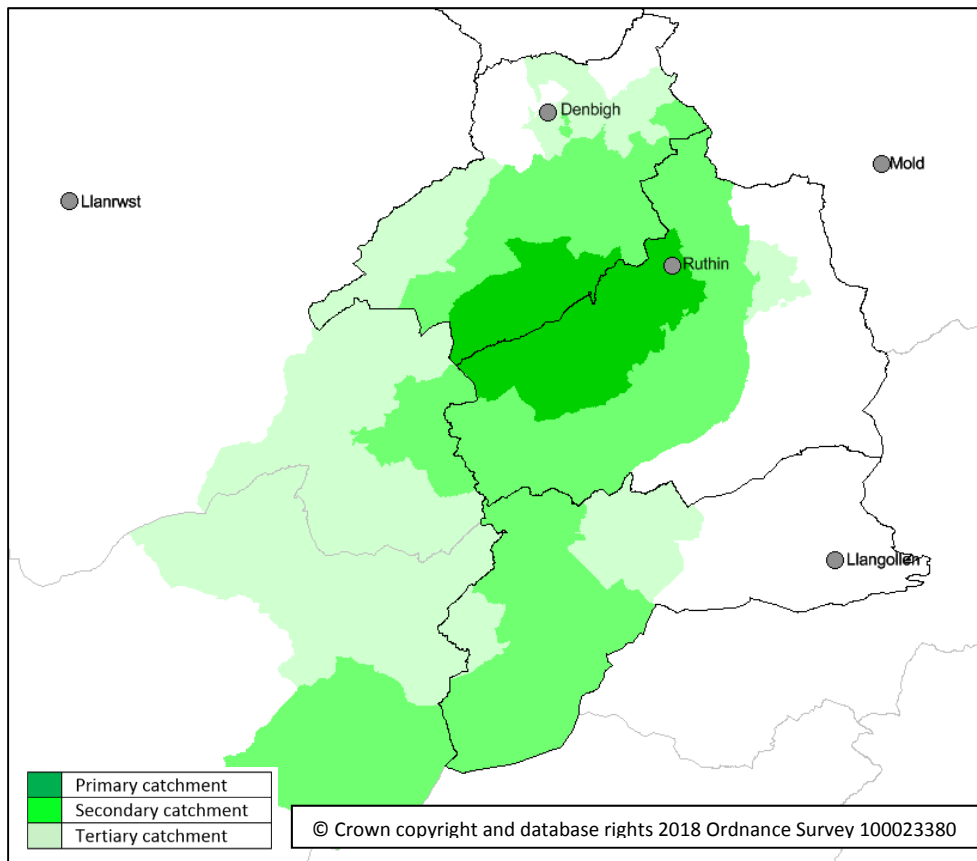 Denbigh
Mold
Llanrwst
Ruthin
Llangollen
Primary catchment
Secondary catchment
Tertiary catchment
© Crown copyright and database rights 2018 Ordnance Survey 100023380